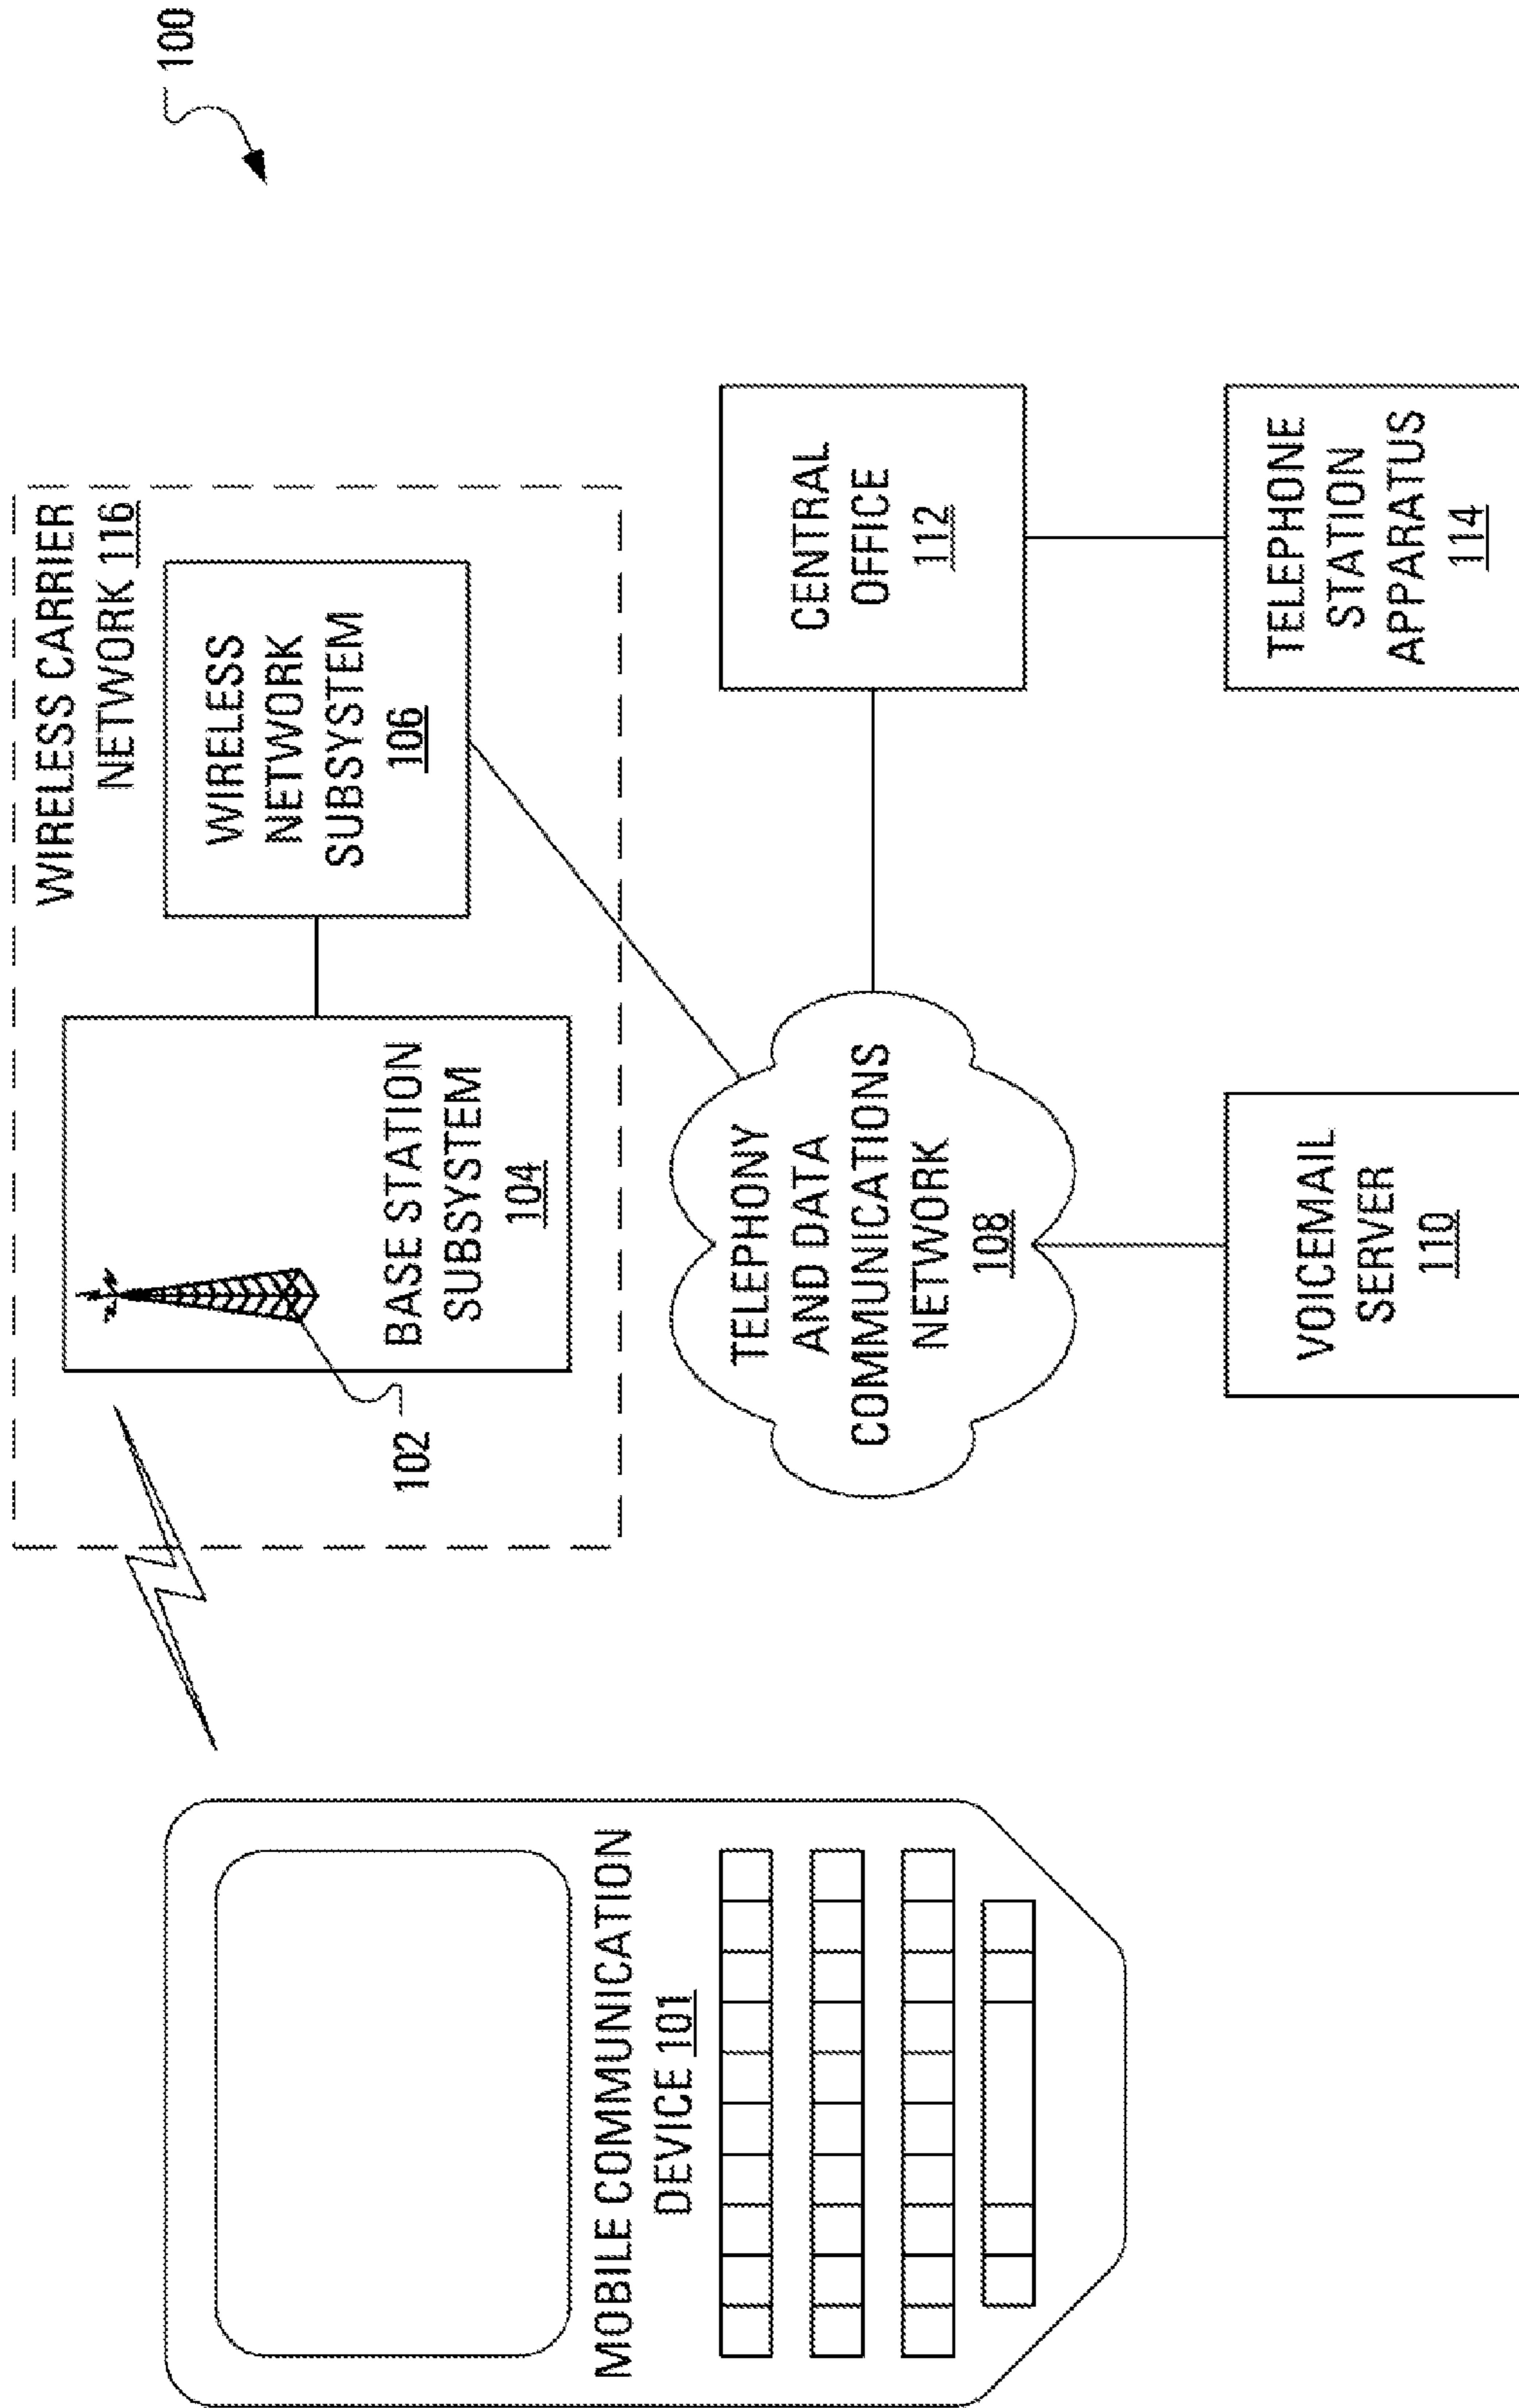 100
WIRELESS CARRIER
NETWORK 116
102
BASE STATION
SUBSYSTEM
104
WIRELESS
NETWORK
SUBSYSTEM
106
MOBILE COMMUNICATION
DEVICE 101
TELEPHONY
AND DATA
COMMUNICATIONS
NETWORK
108
CENTRAL
OFFICE
112
VOICEMAIL
SERVER
110
TELEPHONE
STATION
APPARATUS
114